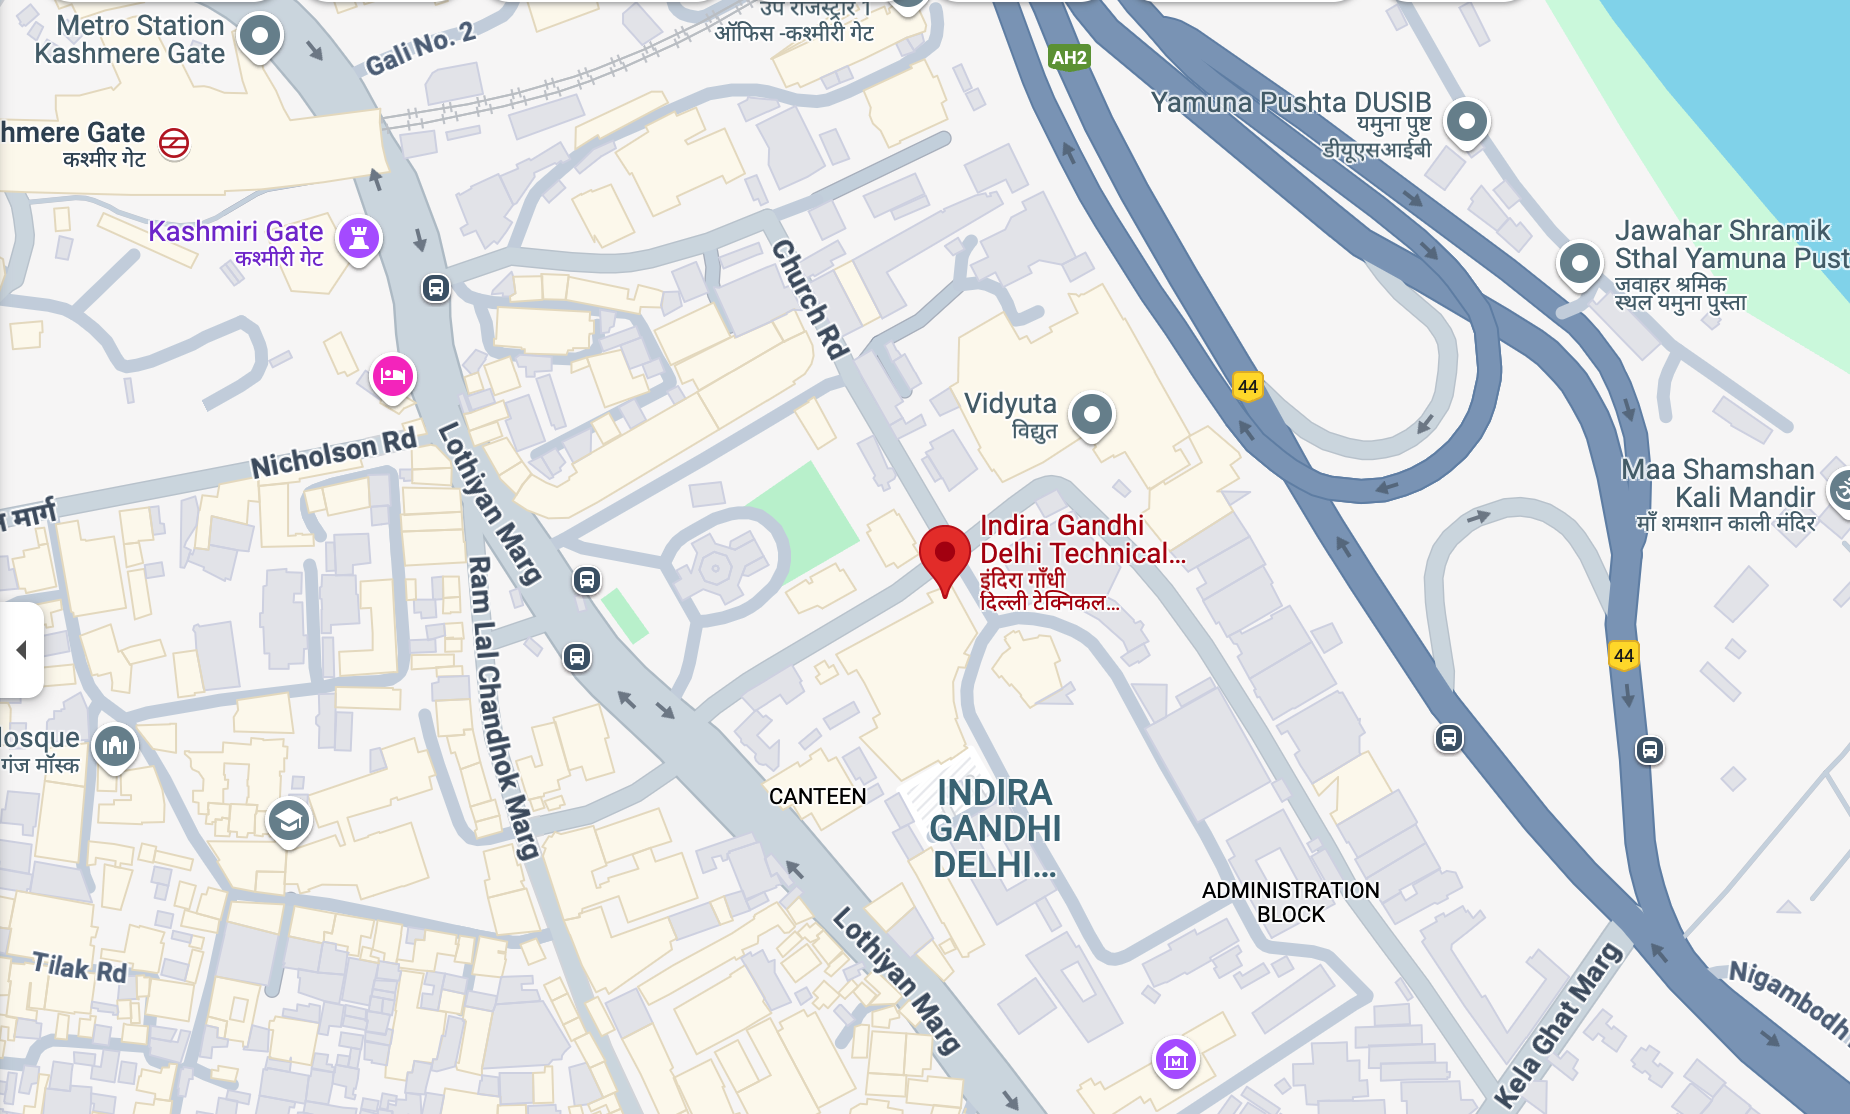 Metro Station
Kashmere Gate
Gali No. 2
उप रजिस्ट्रार 1
ऑफिस -कश्मीरी गेट
AH2
Yamuna Pushta DUSIB
यमुना पुष्ट
डीयूएसआईबी
hmere Gate
कश्मीर गेट
Kashmiri Gate
कश्मीरी गेट
Church Rd
Jawahar Shramik
Sthal Yamuna Pust
जवाहर श्रमिक
स्थल यमुना पुस्ता
44
Vidyuta
विद्युत
Nicholson Rd
Lothiyan Marg
मार्ग
Maa Shamshan
Kali Mandir
माँ शमशान काली मंदिर
Indira Gandhi
Delhi Technical...
इंदिरा गाँधी
दिल्ली टेक्निकल...
Ram Lal Chandhok Marg
44
losque
गंज मॉस्क
CANTEEN
INDIRA
GANDHI
DELHI...
ADMINISTRATION
BLOCK
Lothiyan Marg
Tilak Rd
Kela Ghat Marg
Nigambodh